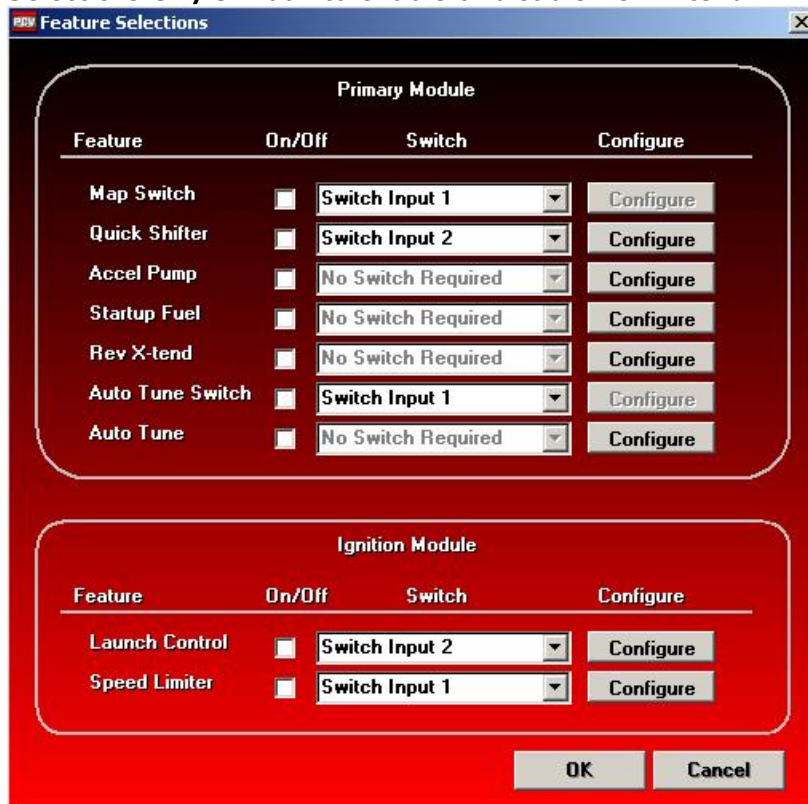 Feature Selections
Primary Module
Feature On/Off Switch Configure
Map Switch Switch Input 1 Configure
Quick Shifter Switch Input 2 Configure
Accel Pump No Switch Required Configure
Startup Fuel No Switch Required Configure
Rev X-tend No Switch Required Configure
Auto Tune Switch Switch Input 1 Configure
Auto Tune No Switch Required Configure
Ignition Module
Feature On/Off Switch Configure
Launch Control Switch Input 2 Configure
Speed Limiter Switch Input 1 Configure
OK Cancel